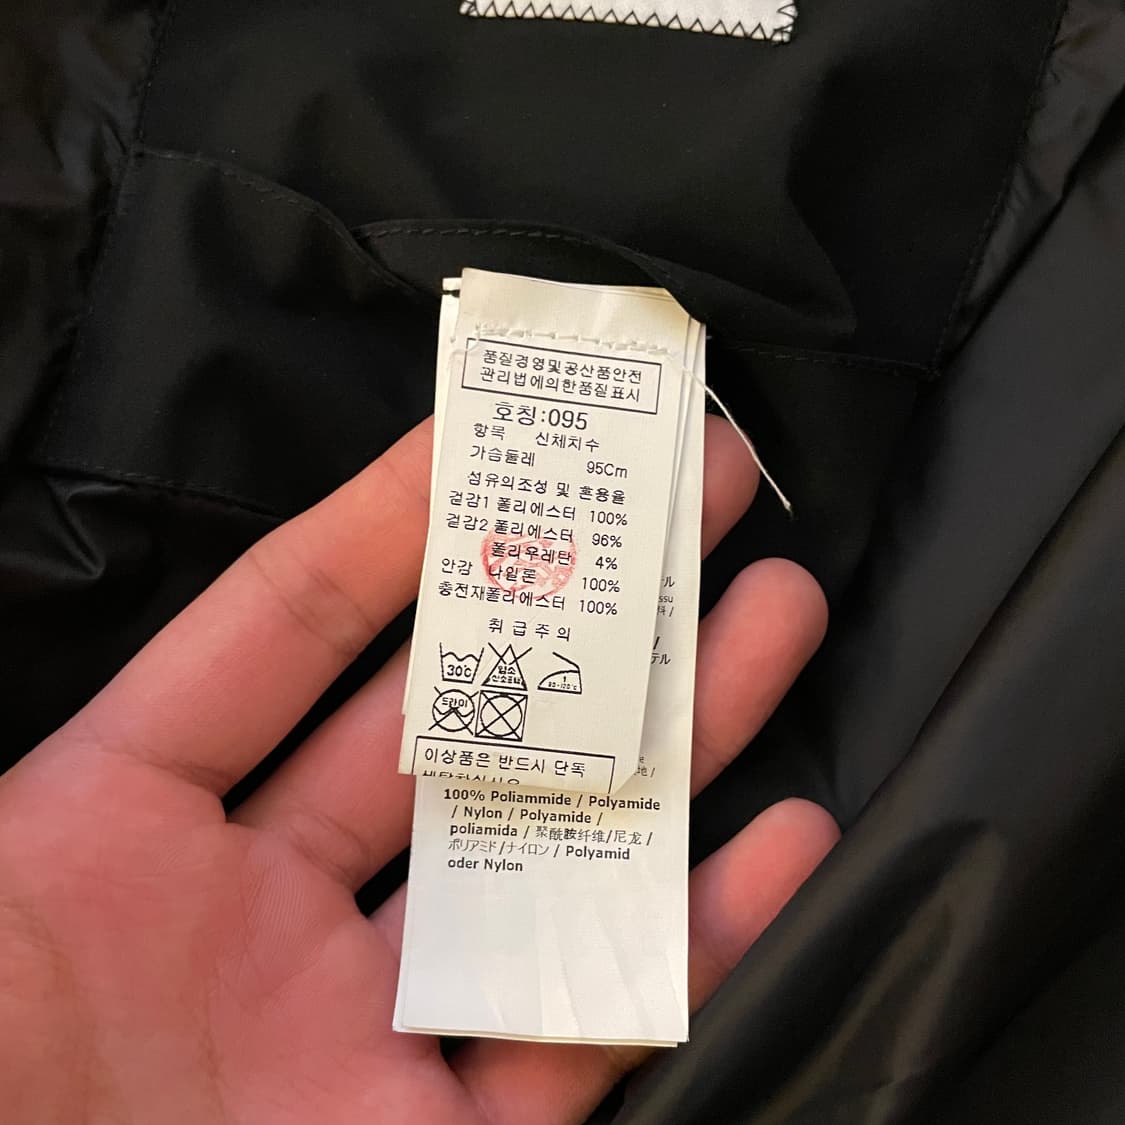 품질경영및공산품안전
관리법에의한품질표시
호칭:095
항목 신체치수
가슴둘레 95Cm
섬유의조성 및 혼용율
겉감1 폴리에스터 100%
겉감2 폴리에스터 96%
폴리우레탄 4%
안감 나일론 100%
충전재폴리에스터 100%
취급주의
30℃
드라이
이상품은 반드시 단독
100% Poliammide / Polyamide
/ Nylon / Polyamide /
poliamida / 聚酰胺纤维/尼龙/
ポリアミド/ナイロン / Polyamid
oder Nylon